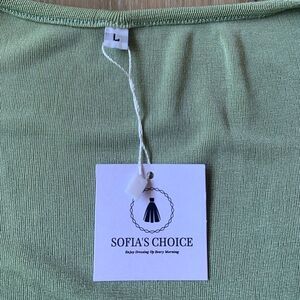 L
SOFIA'S CHOICE
Enjoy Dressing Up Every Morning